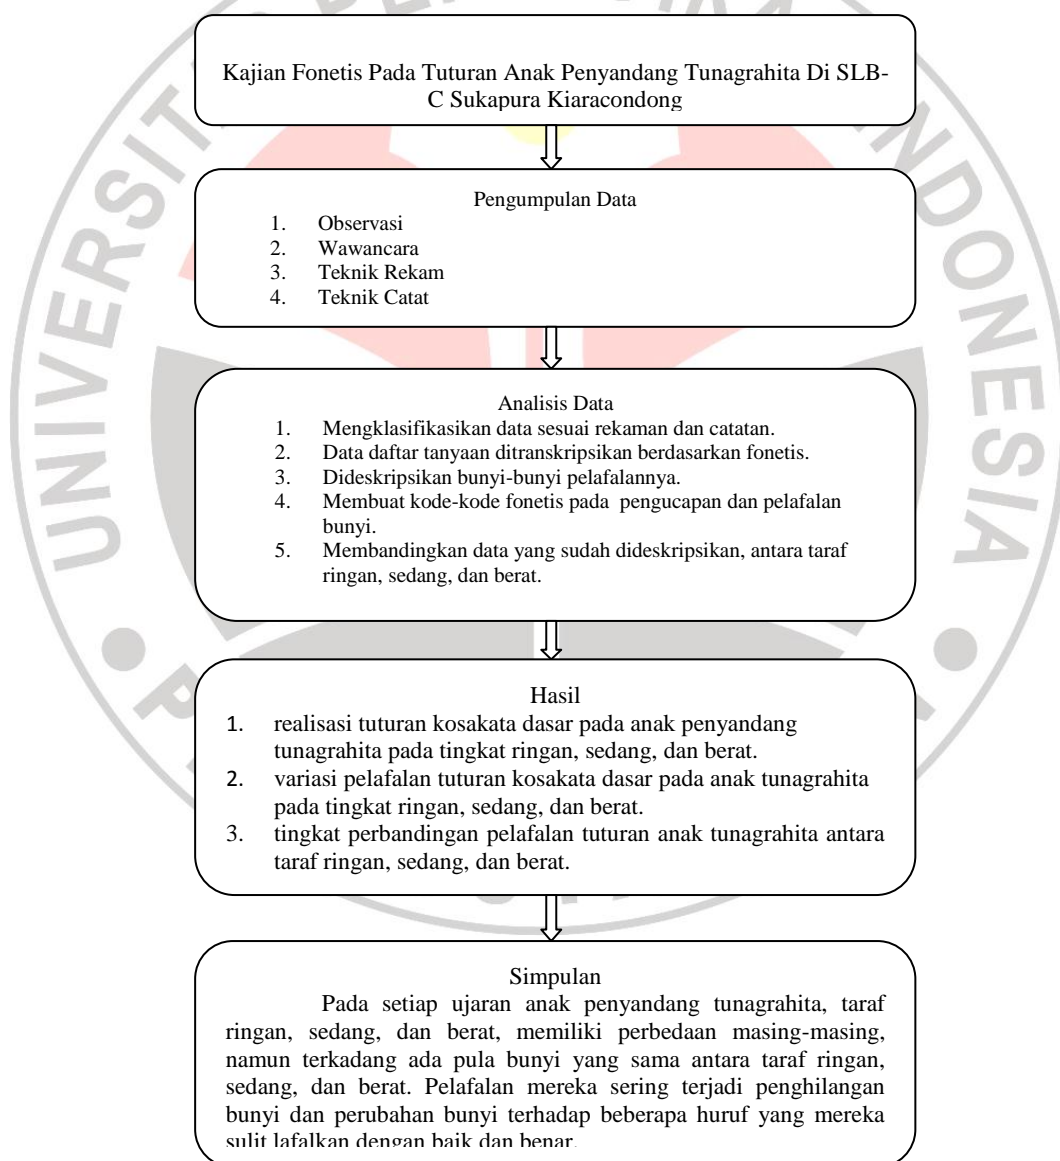 Kajian Fonetis Pada Tuturan Anak Penyandang Tunagrahita Di SLB-
C Sukapura Kiaracondong
Pengumpulan Data
1. Observasi
2. Wawancara
3. Teknik Rekam
4. Teknik Catat
Analisis Data
1. Mengklasifikasikan data sesuai rekaman dan catatan.
2. Data daftar tanyaan ditranskripsikan berdasarkan fonetis.
3. Dideskripsikan bunyi-bunyi pelafalannya.
4. Membuat kode-kode fonetis pada pengucapan dan pelafalan
bunyi.
5. Membandingkan data yang sudah dideskripsikan, antara taraf
ringan, sedang, dan berat.
Hasil
1. realisasi tuturan kosakata dasar pada anak penyandang
tunagrahita pada tingkat ringan, sedang, dan berat.
2. variasi pelafalan tuturan kosakata dasar pada anak tunagrahita
pada tingkat ringan, sedang, dan berat.
3. tingkat perbandingan pelafalan tuturan anak tunagrahita antara
taraf ringan, sedang, dan berat.
Simpulan
Pada setiap ujaran anak penyandang tunagrahita, taraf
ringan, sedang, dan berat, memiliki perbedaan masing-masing,
namun terkadang ada pula bunyi yang sama antara taraf ringan,
sedang, dan berat. Pelafalan mereka sering terjadi penghilangan
bunyi dan perubahan bunyi terhadap beberapa huruf yang mereka
sulit lafalkan dengan baik dan benar.